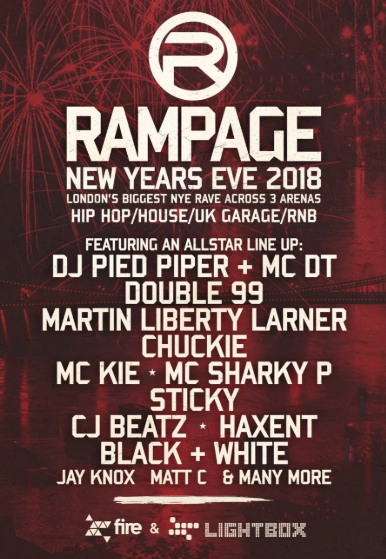 R
RAMPAGE
NEW YEARS EVE 2018
LONDON'S BIGGEST NYE RAVE ACROSS 3 ARENAS
HIP HOP/HOUSE/UK GARAGE/RNB
FEATURING AN ALLSTAR LINE UP:
DJ PIED PIPER + MC DT
DOUBLE 99
MARTIN LIBERTY LARNER
CHUCKIE
MC KIE * MC SHARKY P
STICKY
CJ BEATZ * HAXENT
BLACK + WHITE
JAY KNOX MATT C & MANY MORE
fire & LIGHTBOX